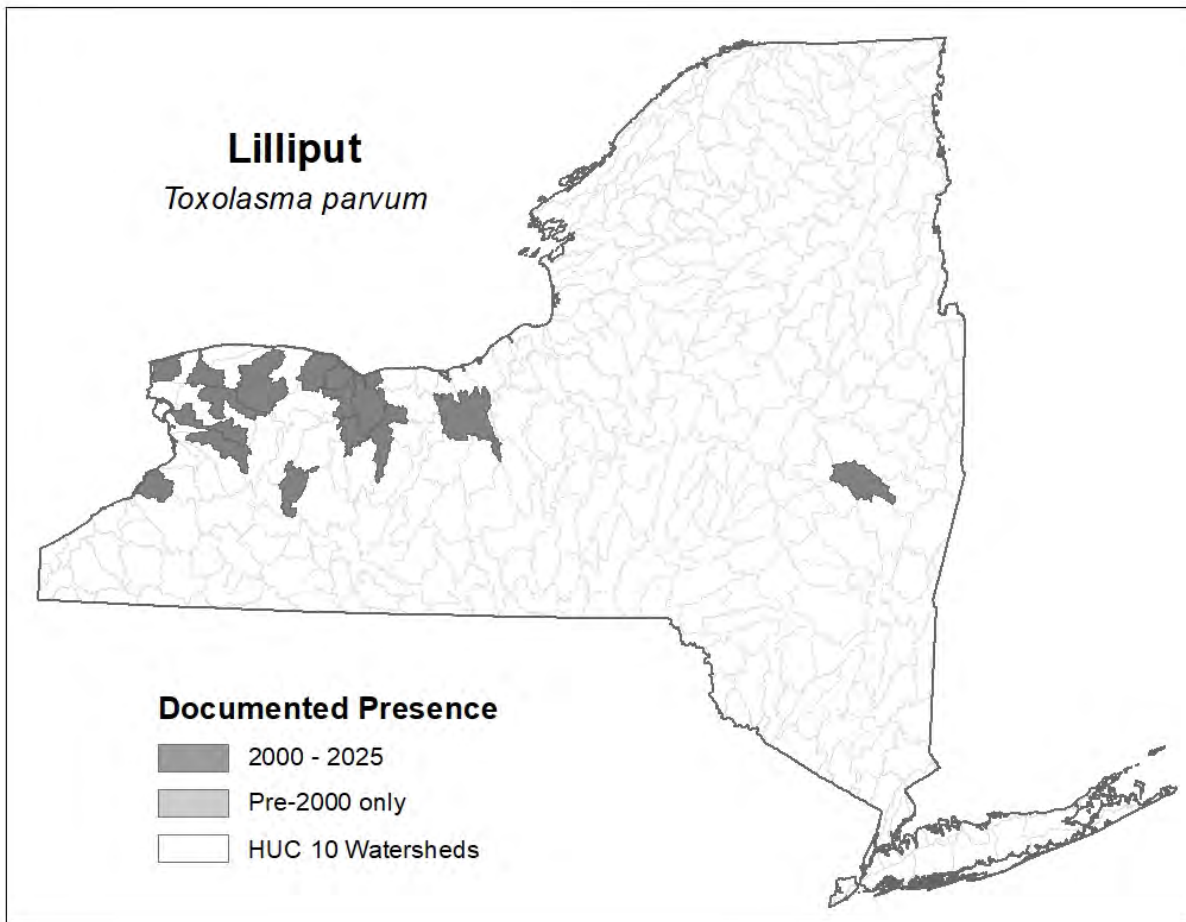 Lilliput
Toxolasma parvum
Documented Presence
2000 - 2025
Pre-2000 only
HUC 10 Watersheds